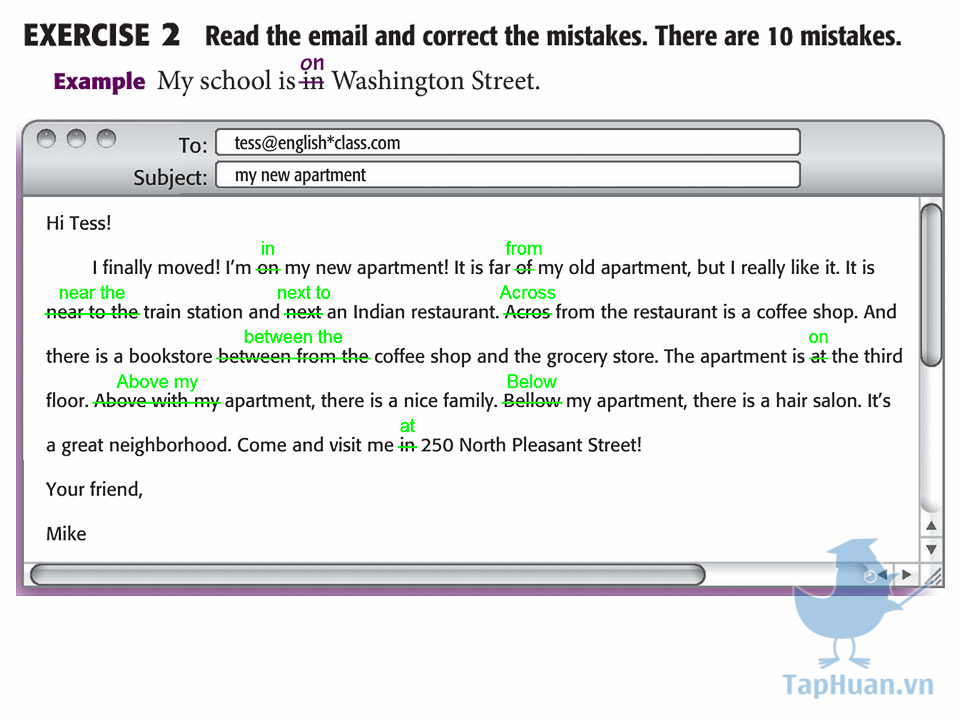 EXERCISE 2 Read the email and correct the mistakes. There are 10 mistakes.
on
Example My school is in Washington Street.
To: tess@english*class.com
Subject: my new apartment
Hi Tess!
in from
I finally moved! I'm on my new apartment! It is far of my old apartment, but I really like it. It is
near the next to Across
near to the train station and next an Indian restaurant. Acros from the restaurant is a coffee shop. And
between the on
there is a bookstore between from the coffee shop and the grocery store. The apartment is at the third
Above my Below
floor. Above with my apartment, there is a nice family. Bellow my apartment, there is a hair salon. It's
at
a great neighborhood. Come and visit me in 250 North Pleasant Street!
Your friend,
Mike
TapHuan.vn